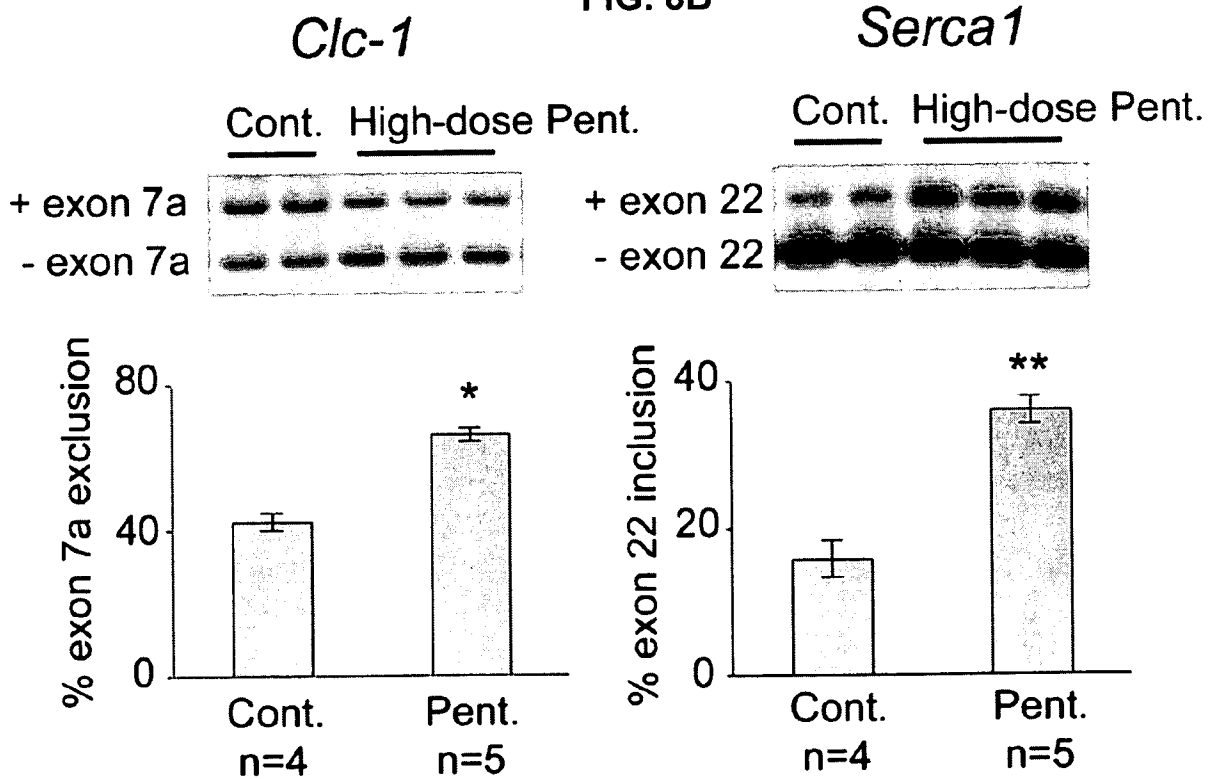 FIG. 8B
Clc-1
Cont. High-dose Pent.
+ exon 7a
- exon 7a
% exon 7a exclusion
80
40
0
*
Cont. Pent.
n=4 n=5
Serca1
Cont. High-dose Pent.
+ exon 22
- exon 22
% exon 22 inclusion
40
20
0
**
Cont. Pent.
n=4 n=5